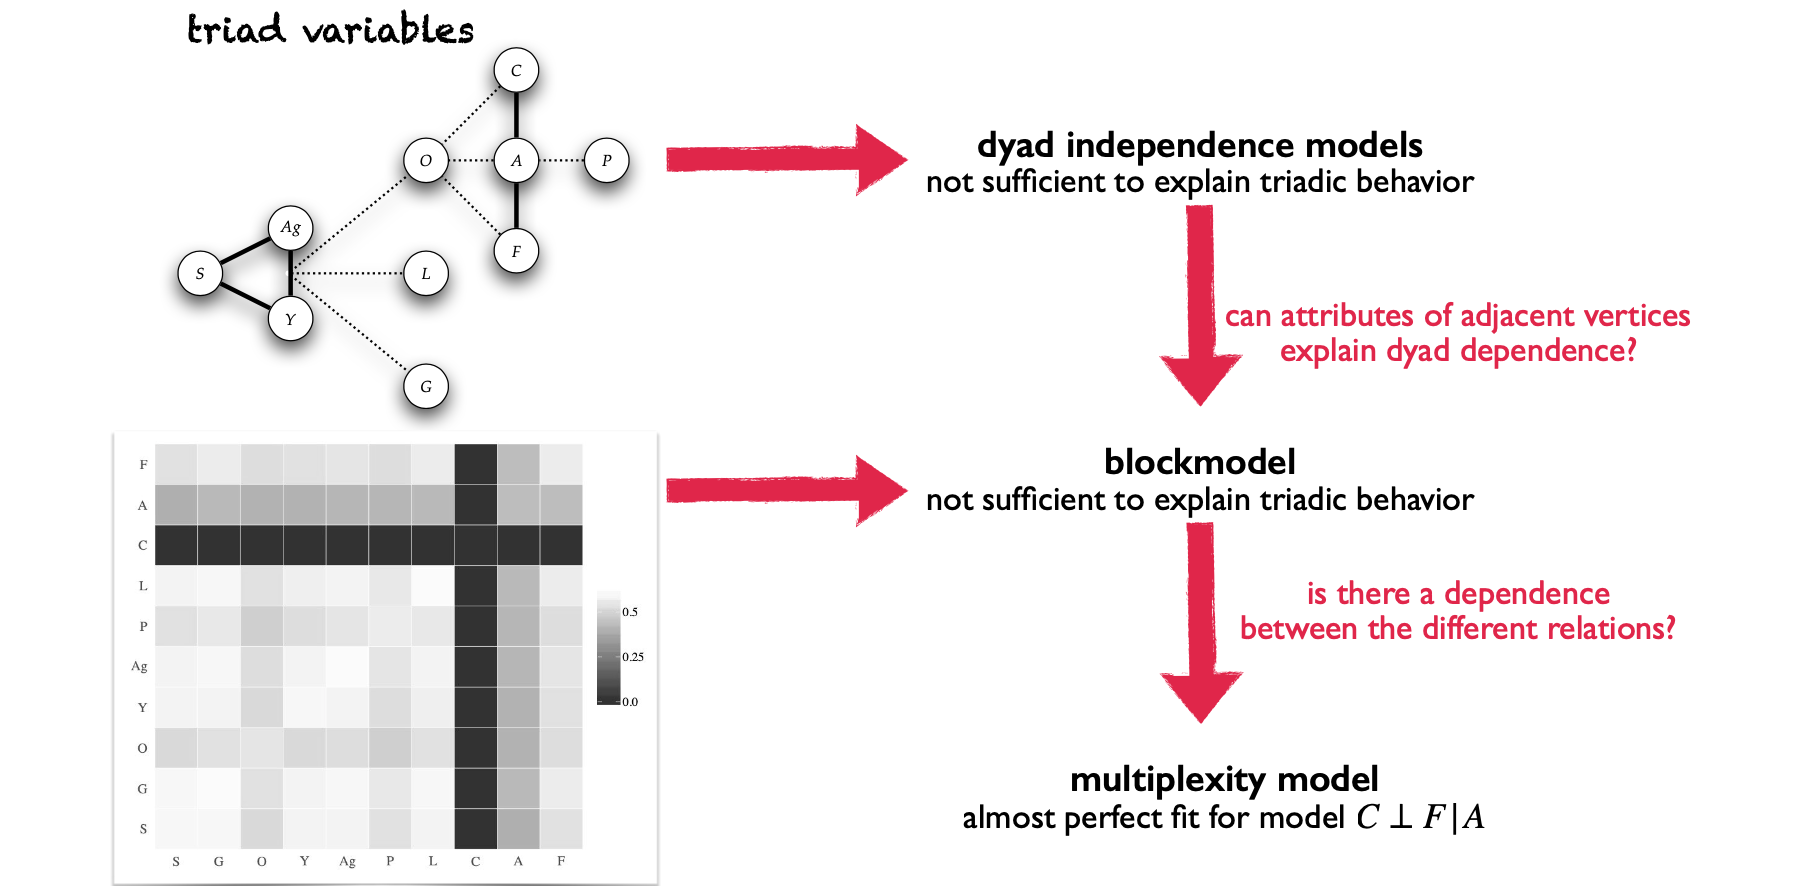 triad variables
C
O
A
P
Ag
F
S
L
Y
G
dyad independence models
not sufficient to explain triadic behavior
can attributes of adjacent vertices
explain dyad dependence?
F
A
C
L
P
Ag
Y
O
G
S
S G O Y Ag P L C A F
0.5
0.25
0.0
blockmodel
not sufficient to explain triadic behavior
is there a dependence
between the different relations?
multiplexity model
almost perfect fit for model C ⊥ F|A